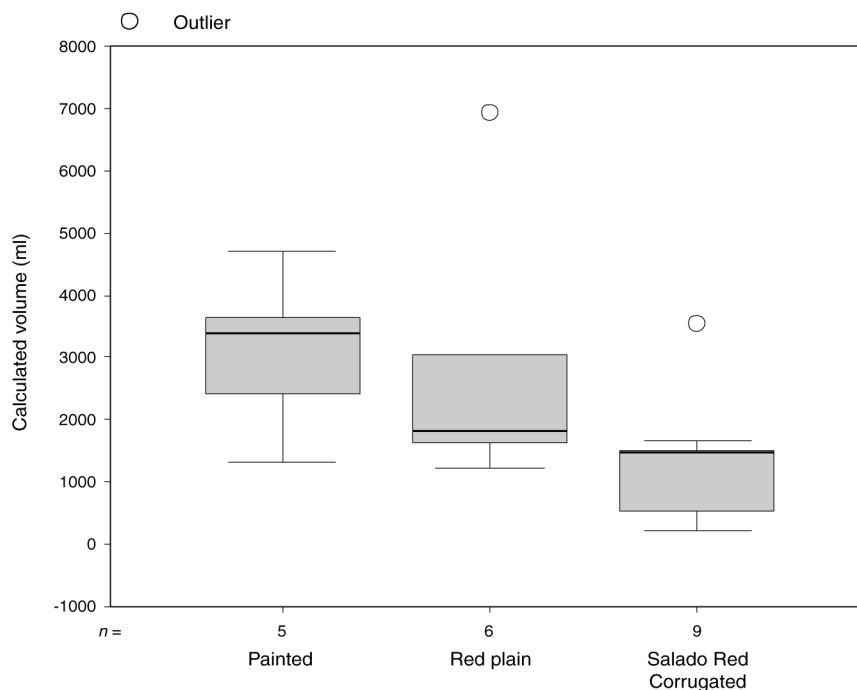 Outlier
8000
7000
6000
5000
4000
3000
2000
1000
0
-1000
Calculated volume (ml)
n = 5 6 9
Painted Red plain Salado Red
Corrugated